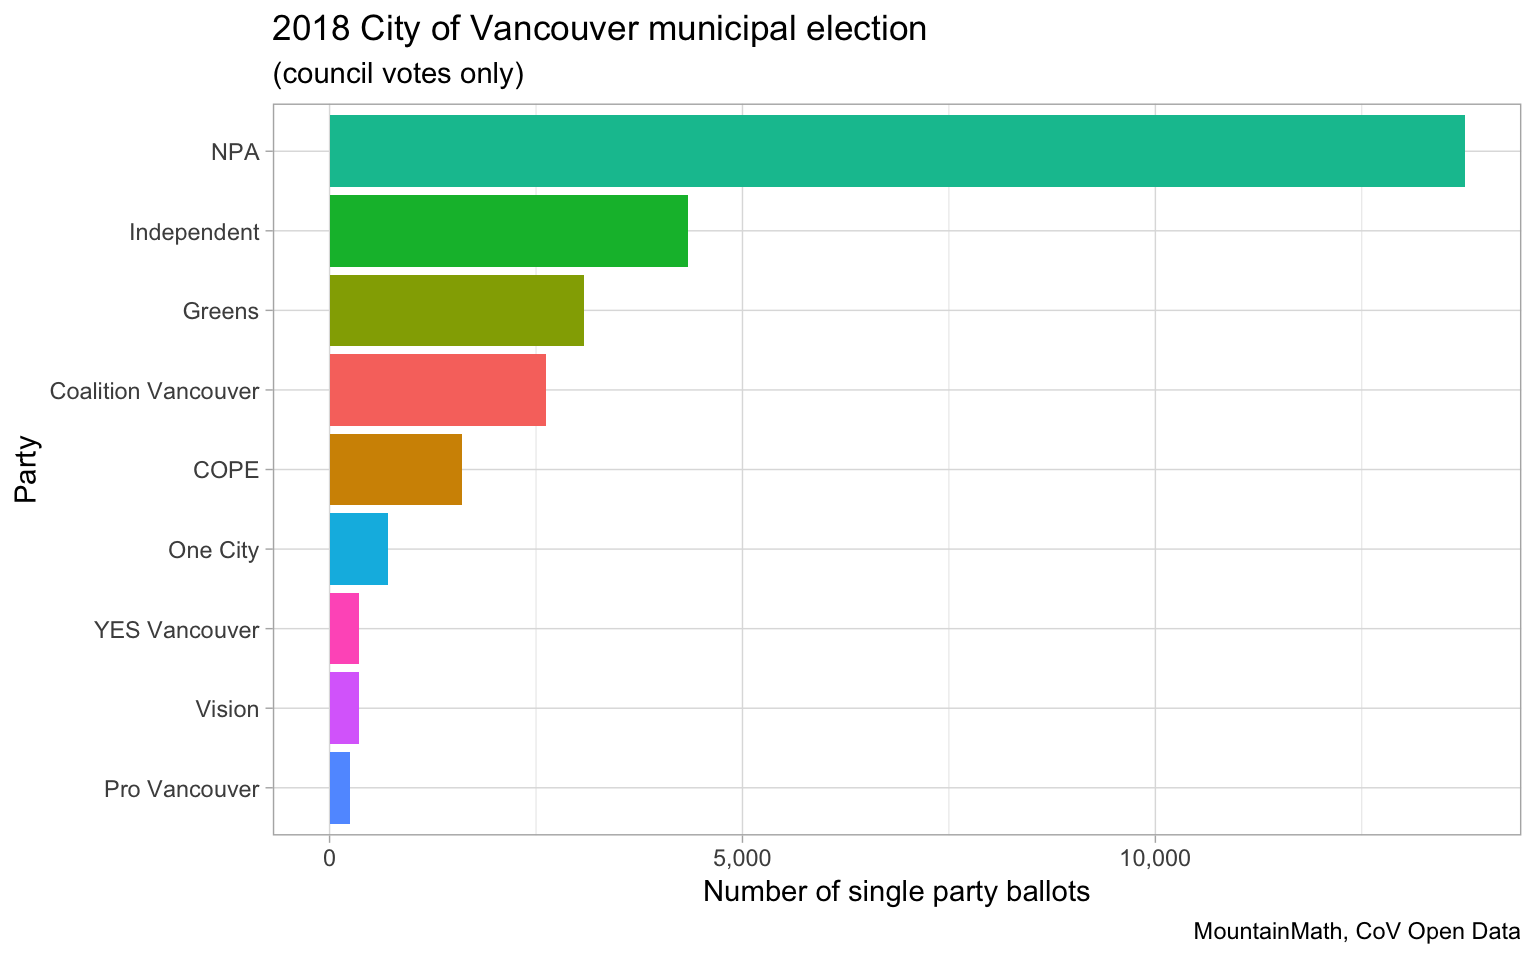 2018 City of Vancouver municipal election
(council votes only)
Party
NPA
Independent
Greens
Coalition Vancouver
COPE
One City
YES Vancouver
Vision
Pro Vancouver
0 5,000 10,000
Number of single party ballots
MountainMath, CoV Open Data